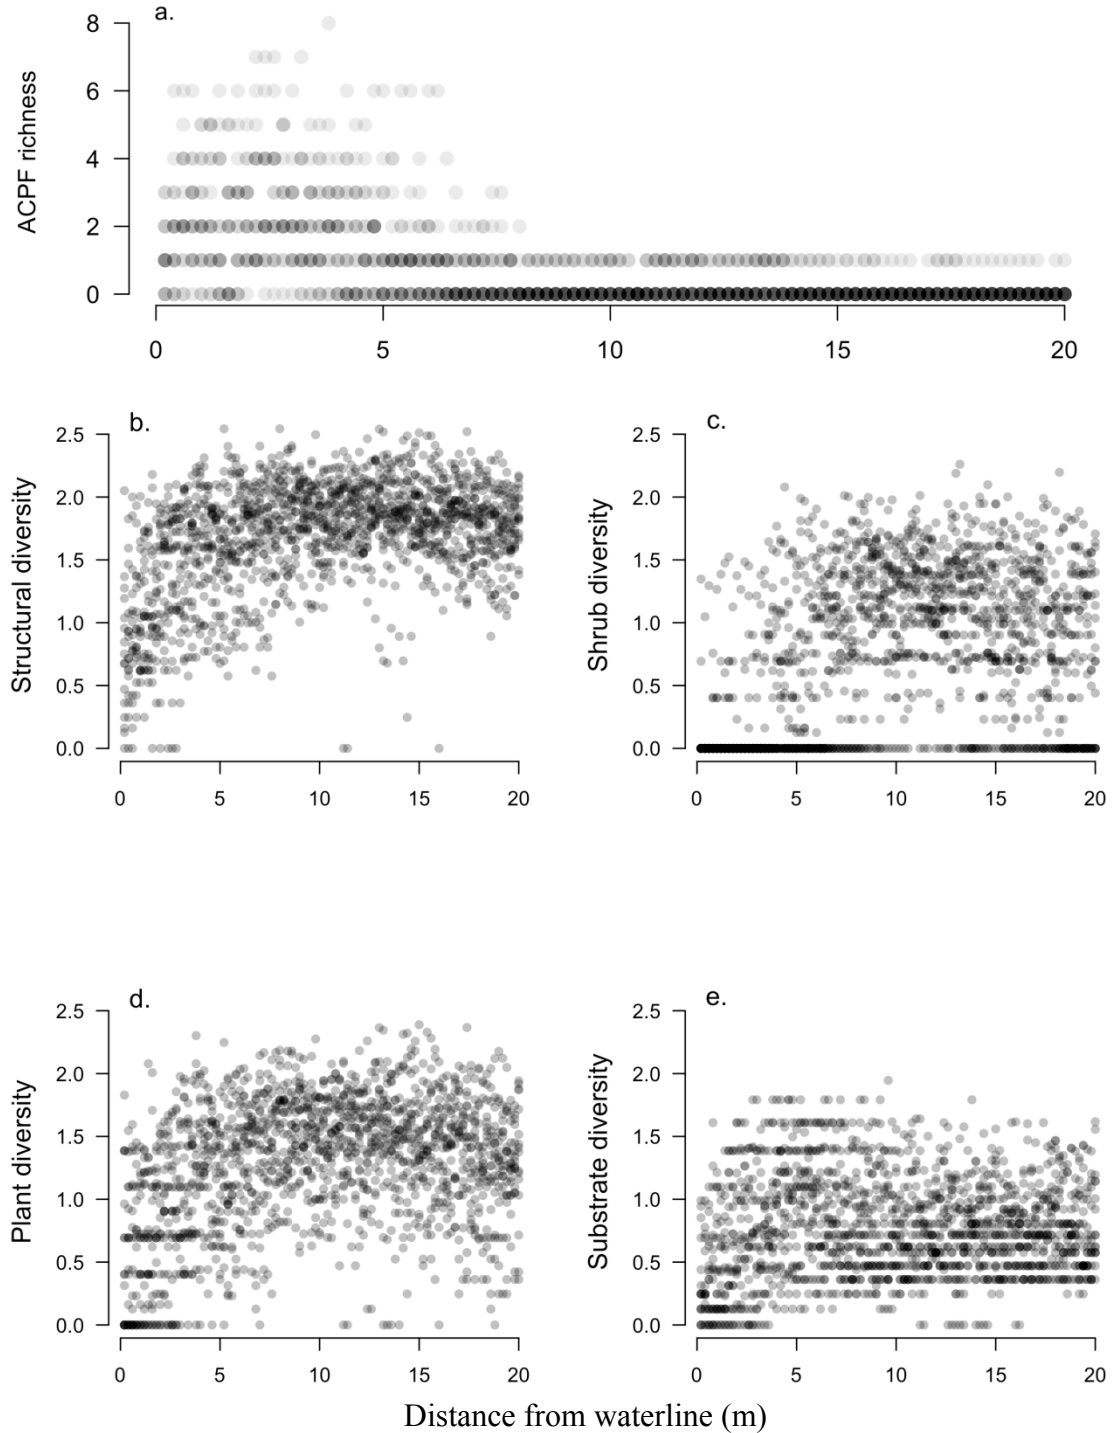 a.
ACPF richness
8
6
4
2
0
0 5 10 15 20
b.
Structural diversity
2.5
2.0
1.5
1.0
0.5
0.0
0 5 10 15 20
c.
Shrub diversity
2.5
2.0
1.5
1.0
0.5
0.0
0 5 10 15 20
d.
Plant diversity
2.5
2.0
1.5
1.0
0.5
0.0
0 5 10 15 20
e.
Substrate diversity
2.5
2.0
1.5
1.0
0.5
0.0
0 5 10 15 20
Distance from waterline (m)